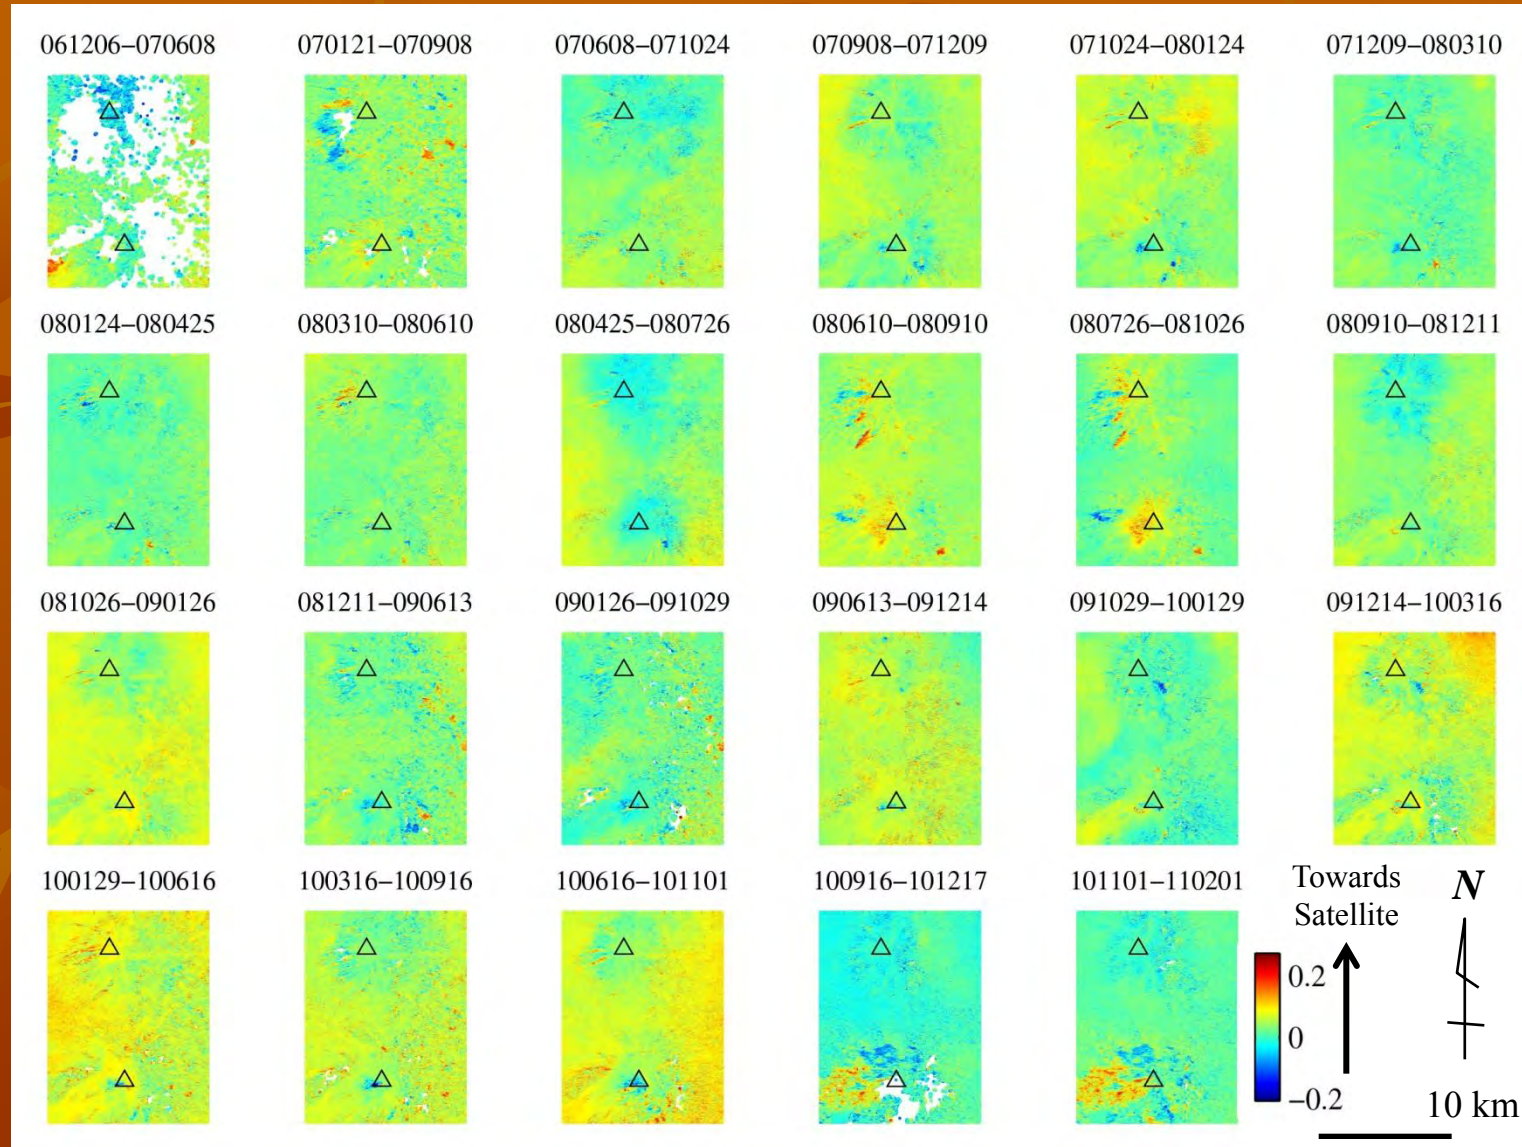 061206−070608 070121−070908 070608−071024 070908−071209 071024−080124 071209−080310
080124−080425 080310−080610 080425−080726 080610−080910 080726−081026 080910−081211
081026−090126 081211−090613 090126−091029 090613−091214 091029−100129 091214−100316
100129−100616 100316−100916 100616−101101 100916−101217 101101−110201
Towards
Satellite
N
0.2
0
−0.2
10 km